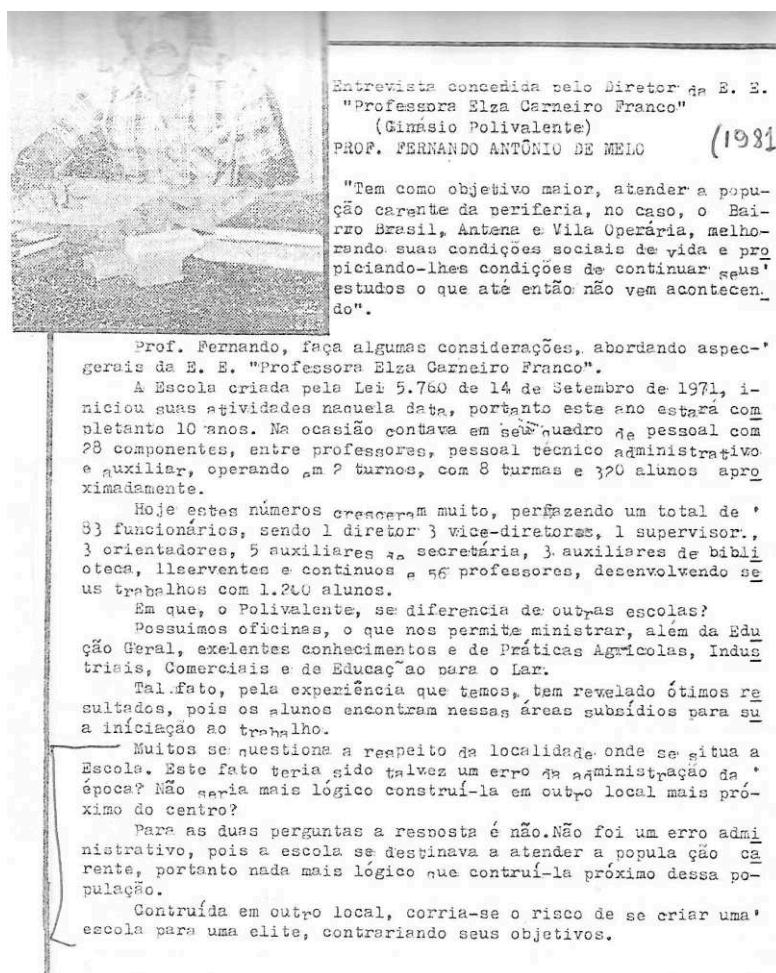 Entrevista concedida pelo Diretor da E. E.
"Professora Elza Carneiro Franco"
(Ginásio Polivalente)
PROF. FERNANDO ANTÔNIO DE MELO
(1981
"Tem como objetivo maior, atender a popu-
ção carente da periferia, no caso, o Bai-
rro Brasil, Antena e Vila Operária, melho-
rando suas condições sociais de vida e pro
piciando-lhes condições de continuar seus'
estudos o que até então não vem acontecen
do".
Prof. Fernando, faça algumas considerações, abordando aspec-'
gerais da E. E. "Professora Elza Carneiro Franco".
A Escola criada pela Lei 5.760 de 14 de Setembro de 1971, i-
niciou suas atividades naquela data, portanto este ano estará com
pletanto 10 anos. Na ocasião contava em seu quadro de pessoal com
28 componentes, entre professores, pessoal técnico administrativo
e auxiliar, operando em 2 turnos, com 8 turmas e 320 alunos apro
ximadamente.
Hoje estes números cresceram muito, perfazendo um total de '
83 funcionários, sendo 1 diretor 3 vice-diretoras, 1 supervisor.,
3 orientadores, 5 auxiliares de secretária, 3 auxiliares de bibli
oteca, 11serventes e continuos e 56 professores, desenvolvendo se
us trabalhos com 1.200 alunos.
Em que, o Polivalente, se diferencia de outras escolas?
Possuimos oficinas, o que nos permite ministrar, além da Edu
ção Geral, exelentes conhecimentos e de Práticas Agrícolas, Indus
triais, Comerciais e de Educaç~ao para o Lar.
Tal.fato, pela experiência que temos, tem revelado ótimos re
sultados, pois os alunos encontram nessas áreas subsídios para su
a iníciação ao trabalho.
Muitos se questiona a respeito da localidade onde se situa a
Escola. Este fato teria sido talvez um erro da administração da '
época? Não seria mais lógico construí-la em outro local mais pró-
ximo do centro?
Para as duas perguntas a resposta é não.Não foi um erro admi
nistrativo, pois a escola se destinava a atender a popula ção ca
rente, portanto nada mais lógico que contruí-la próximo dessa po-
pulação.
Contruída em outro local, corria-se o risco de se criar uma'
escola para uma elite, contrariando seus objetivos.